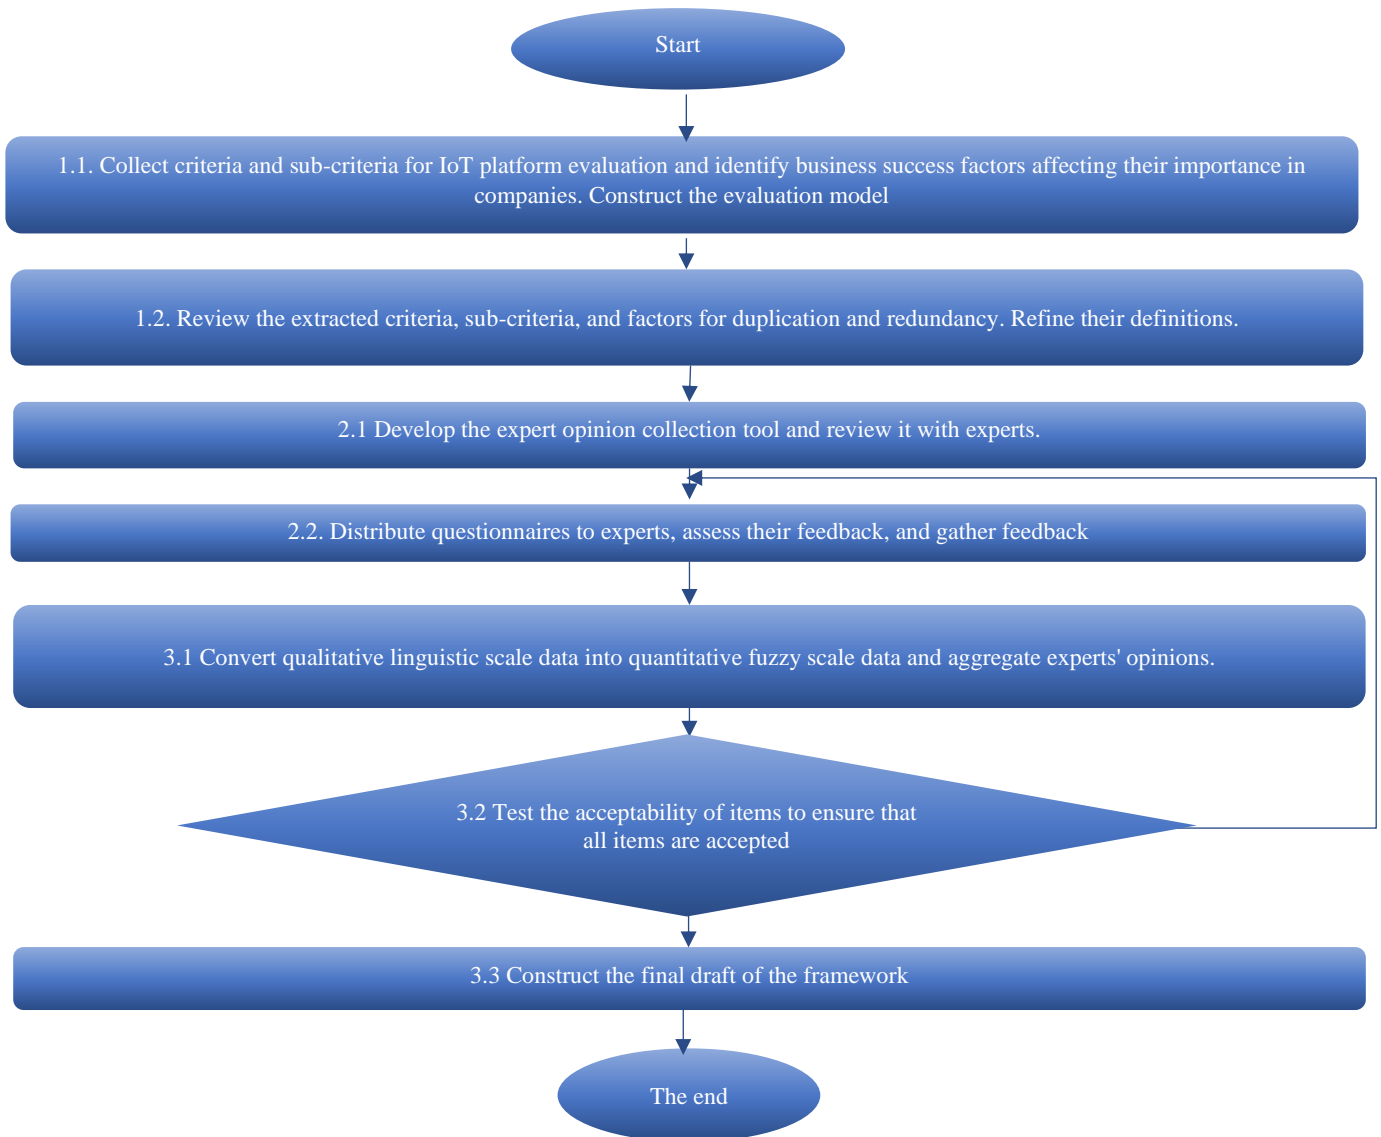 Start
1.1. Collect criteria and sub-criteria for IoT platform evaluation and identify business success factors affecting their importance in
companies. Construct the evaluation model
1.2. Review the extracted criteria, sub-criteria, and factors for duplication and redundancy. Refine their definitions.
2.1 Develop the expert opinion collection tool and review it with experts.
2.2. Distribute questionnaires to experts, assess their feedback, and gather feedback
3.1 Convert qualitative linguistic scale data into quantitative fuzzy scale data and aggregate experts' opinions.
3.2 Test the acceptability of items to ensure that
all items are accepted
3.3 Construct the final draft of the framework
The end